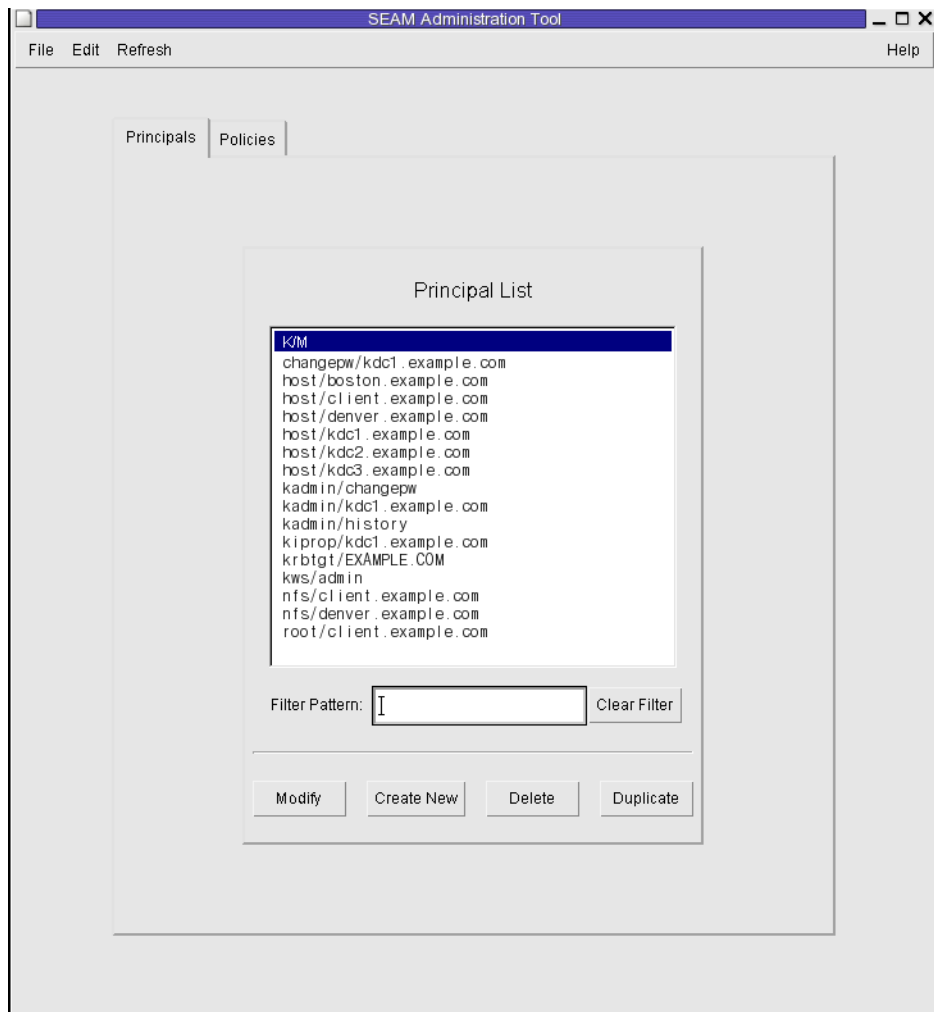 SEAM Administration Tool
File Edit Refresh Help
Principals Policies
Principal List
K/M
changepw/kdc1.example.com
host/boston.example.com
host/client.example.com
host/denver.example.com
host/kdc1.example.com
host/kdc2.example.com
host/kdc3.example.com
kadmin/changepw
kadmin/kdc1.example.com
kadmin/history
kiprop/kdc1.example.com
krbtgt/EXAMPLE.COM
kws/admin
nfs/client.example.com
nfs/denver.example.com
root/client.example.com
Filter Pattern: Clear Filter
Modify Create New Delete Duplicate